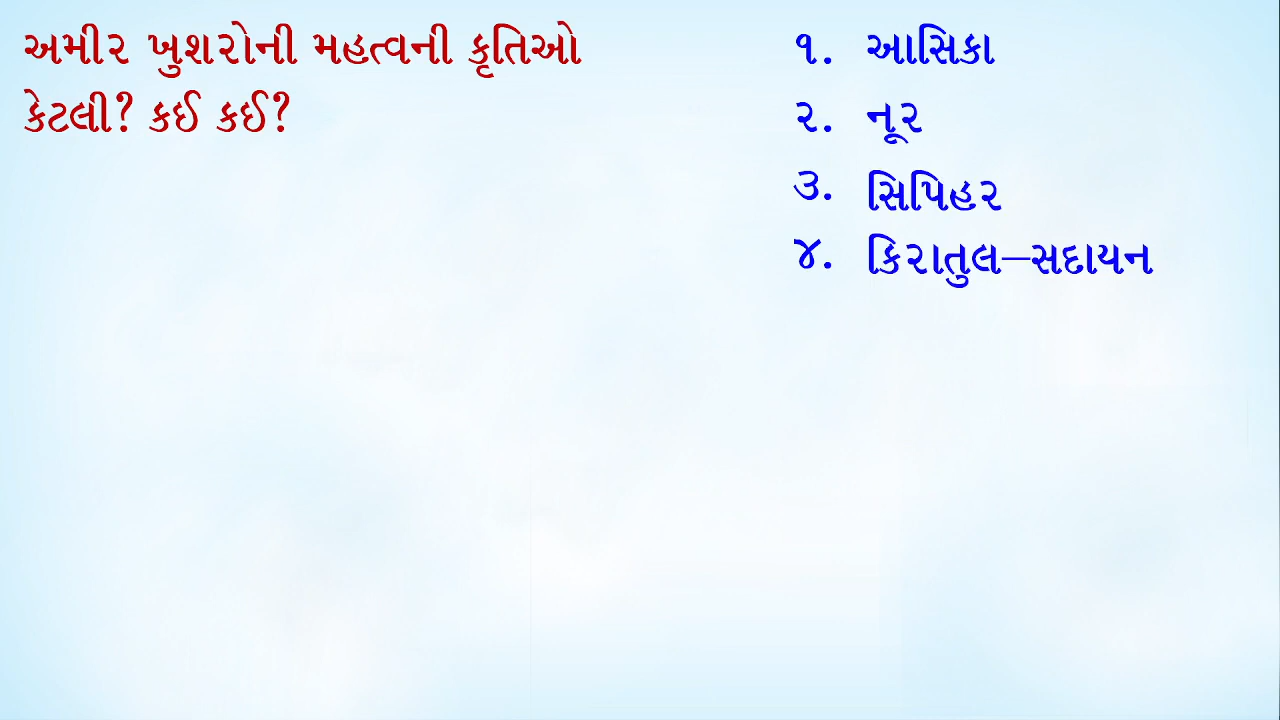 અમીર ખુશરોની મહત્વની કૃતિઓ
કેટલી? કઈ કઈ?
૧. આસિકા
૨. નૂર
૩. સિપિહર
૪. કિરાતુલ–સદાયન